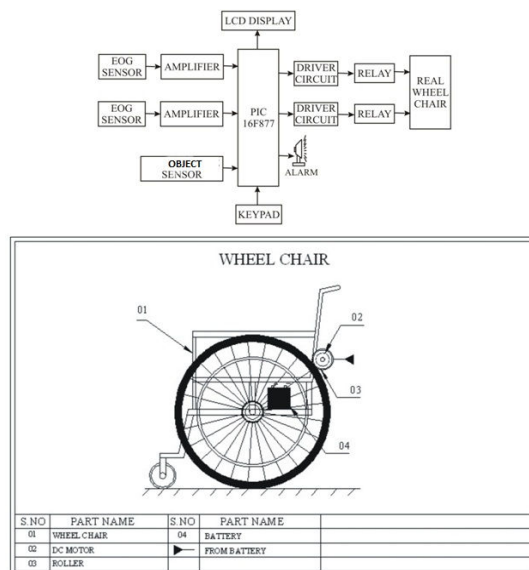 LCD DISPLAY
EOG
SENSOR
AMPLIFIER
DRIVER
CIRCUIT
RELAY
REAL
WHEEL
CHAIR
EOG
SENSOR
AMPLIFIER
PIC
16F877
DRIVER
CIRCUIT
RELAY
OBJECT
SENSOR
ALARM
KEYPAD
WHEEL CHAIR
01
02
03
04
S.NO PART NAME S.NO PART NAME
01 WHEEL CHAIR 04 BATTERY
02 DC MOTOR FROM BATTERY
03 ROLLER